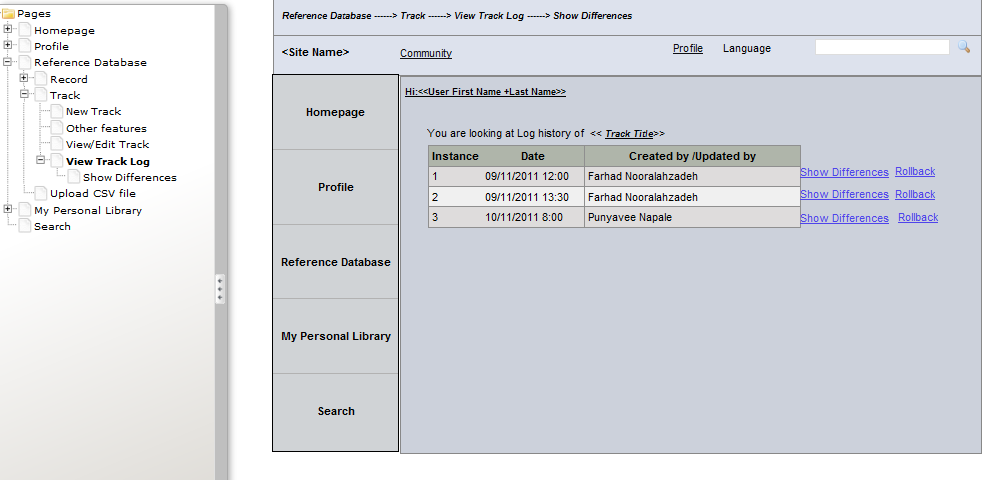 Pages
Homepage
Profile
Reference Database
Record
Track
New Track
Other features
View/Edit Track
View Track Log
Show Differences
Upload CSV file
My Personal Library
Search
Reference Database ------> Track ------> View Track Log ------> Show Differences
<Site Name> Community Profile Language
Homepage
Profile
Reference Database
My Personal Library
Search
Hi:<<User First Name +Last Name>>
You are looking at Log history of << Track Title>>
Instance Date Created by /Updated by
1 09/11/2011 12:00 Farhad Nooralahzadeh Show Differences Rollback
2 09/11/2011 13:30 Farhad Nooralahzadeh Show Differences Rollback
3 10/11/2011 8:00 Punyavee Napale Show Differences Rollback